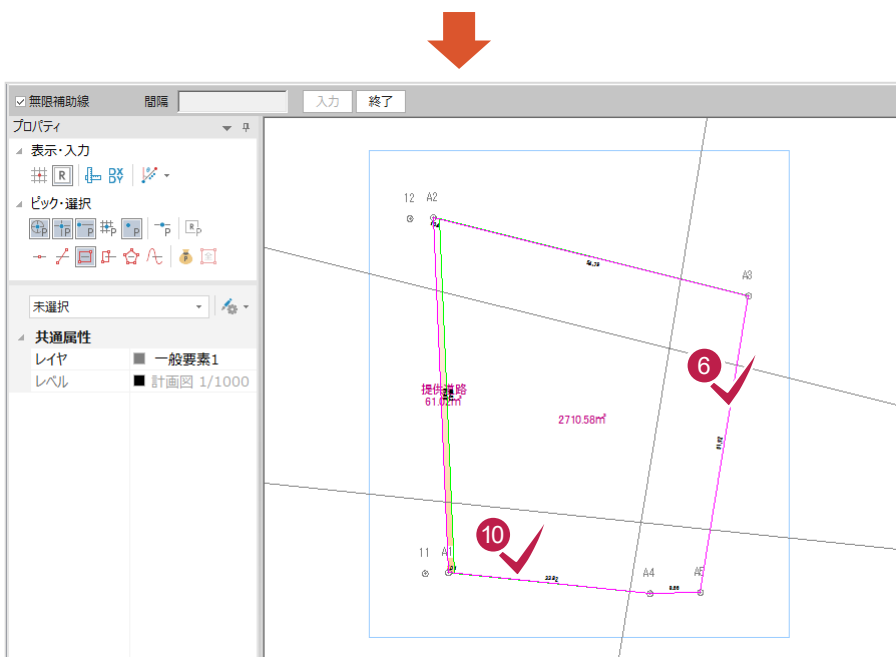 無限補助線 間隔 入力 終了
プロパティ
表示・入力
R
ピック・選択
未選択
共通属性
レイヤ 一般要素1
レベル 計画図 1/1000
12 A2
A3
6
提供道路
61.02㎡
2710.58㎡
10
11 A1
A4 A5